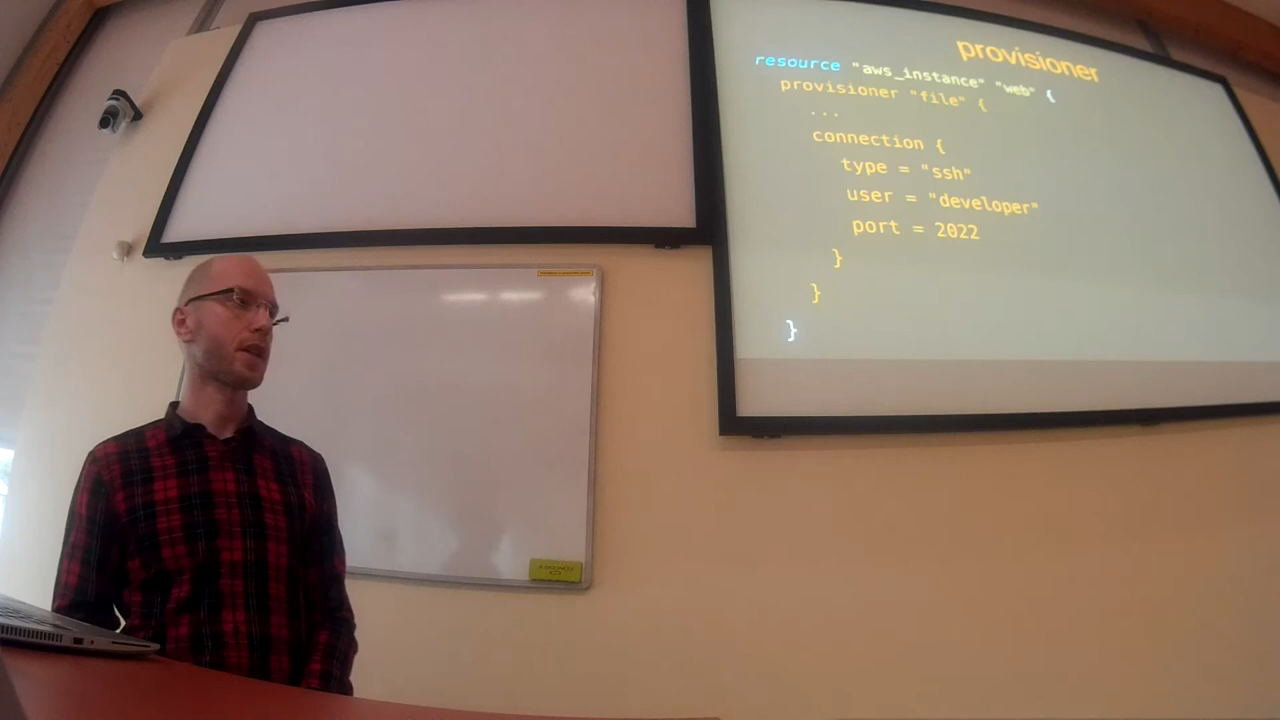 provisioner
resource "aws_instance" "web" {
provisioner "file" {
...
connection {
type = "ssh"
user = "developer"
port = 2022
}
}
}